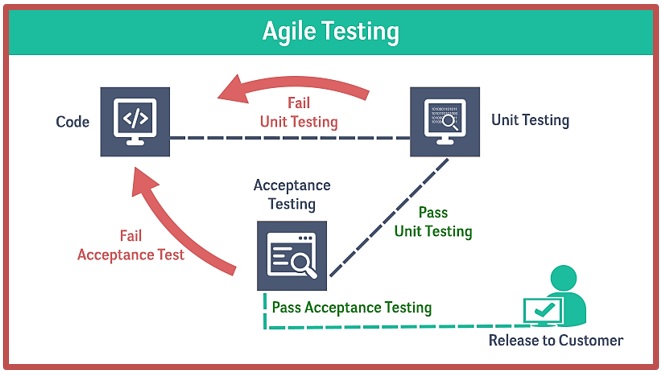 Agile Testing
Code
</>
Fail
Unit Testing
Unit Testing
Acceptance
Testing
Pass
Unit Testing
Fail
Acceptance Test
Pass Acceptance Testing
Release to Customer